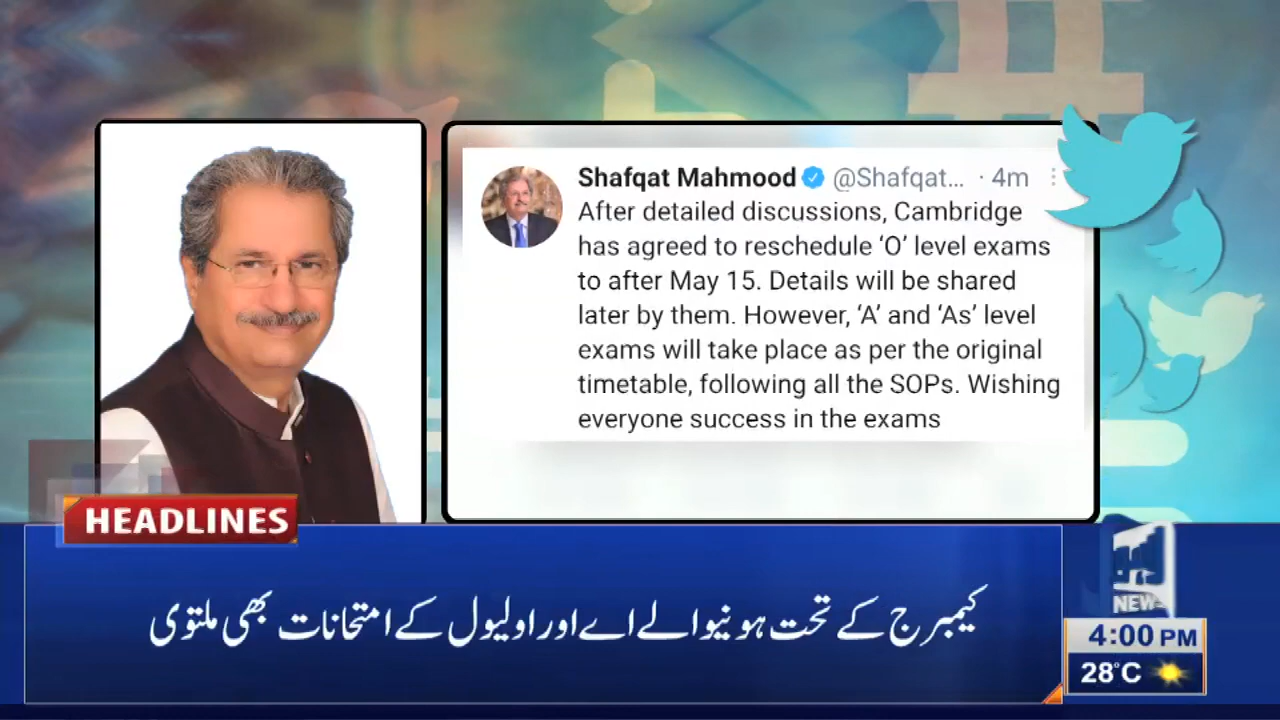 Shafqat Mahmood @Shafqat... · 4m
After detailed discussions, Cambridge
has agreed to reschedule ‘O’ level exams
to after May 15. Details will be shared
later by them. However, ‘A’ and ‘As’ level
exams will take place as per the original
timetable, following all the SOPs. Wishing
everyone success in the exams
HEADLINES
کیمبرج کے تحت ہونیوالے اے اور اولیول کے امتحانات بھی ملتوی
NEWS
4:00 PM
28°C